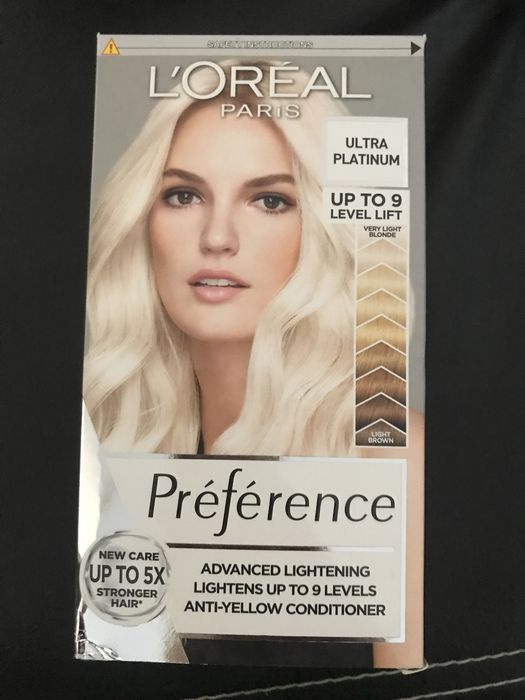 SAFETY INSTRUCTIONS
L'ORÉAL
PARIS
ULTRA
PLATINUM
UP TO 9
LEVEL LIFT
VERY LIGHT
BLONDE
LIGHT
BROWN
Préférence
NEW CARE
UP TO 5X
STRONGER
HAIR*
ADVANCED LIGHTENING
LIGHTENS UP TO 9 LEVELS
ANTI-YELLOW CONDITIONER